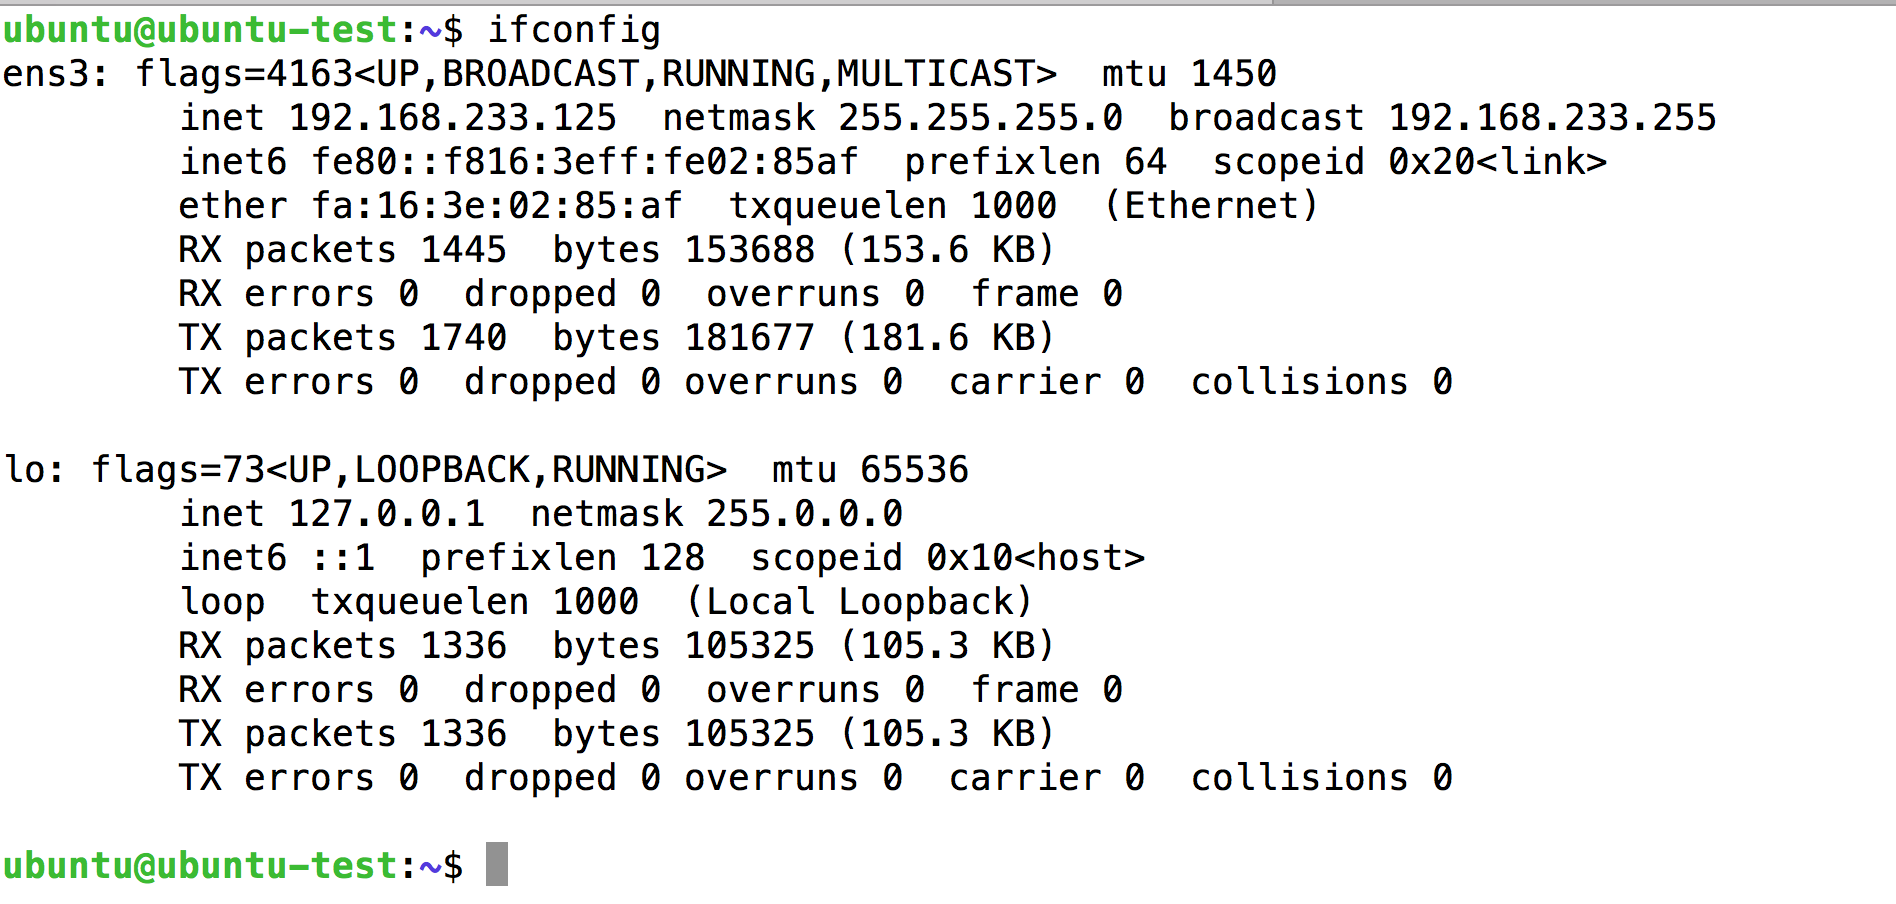 ubuntu@ubuntu-test:~$ ifconfig
ens3: flags=4163<UP,BROADCAST,RUNNING,MULTICAST>  mtu 1450
        inet 192.168.233.125  netmask 255.255.255.0  broadcast 192.168.233.255
        inet6 fe80::f816:3eff:fe02:85af  prefixlen 64  scopeid 0x20<link>
        ether fa:16:3e:02:85:af  txqueuelen 1000  (Ethernet)
        RX packets 1445  bytes 153688 (153.6 KB)
        RX errors 0  dropped 0  overruns 0  frame 0
        TX packets 1740  bytes 181677 (181.6 KB)
        TX errors 0  dropped 0 overruns 0  carrier 0  collisions 0

lo: flags=73<UP,LOOPBACK,RUNNING>  mtu 65536
        inet 127.0.0.1  netmask 255.0.0.0
        inet6 ::1  prefixlen 128  scopeid 0x10<host>
        loop  txqueuelen 1000  (Local Loopback)
        RX packets 1336  bytes 105325 (105.3 KB)
        RX errors 0  dropped 0  overruns 0  frame 0
        TX packets 1336  bytes 105325 (105.3 KB)
        TX errors 0  dropped 0 overruns 0  carrier 0  collisions 0

ubuntu@ubuntu-test:~$